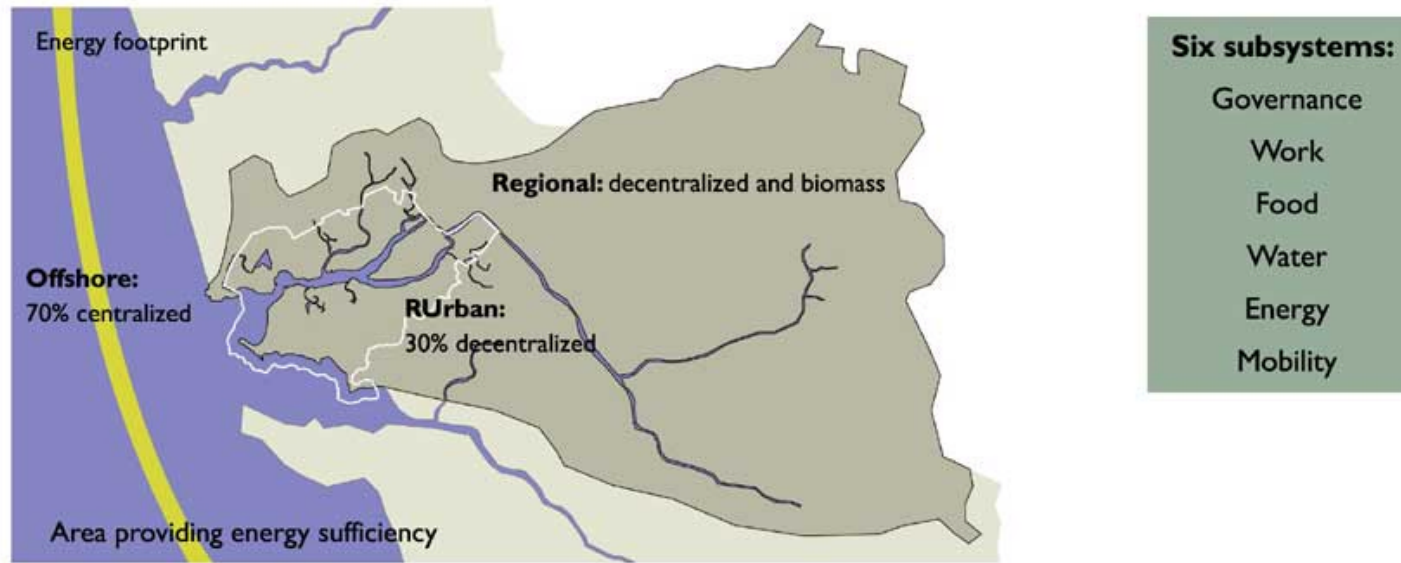 Energy footprint
Regional: decentralized and biomass
Offshore:
70% centralized
RUrban:
30% decentralized
Area providing energy sufficiency
Six subsystems:
Governance
Work
Food
Water
Energy
Mobility